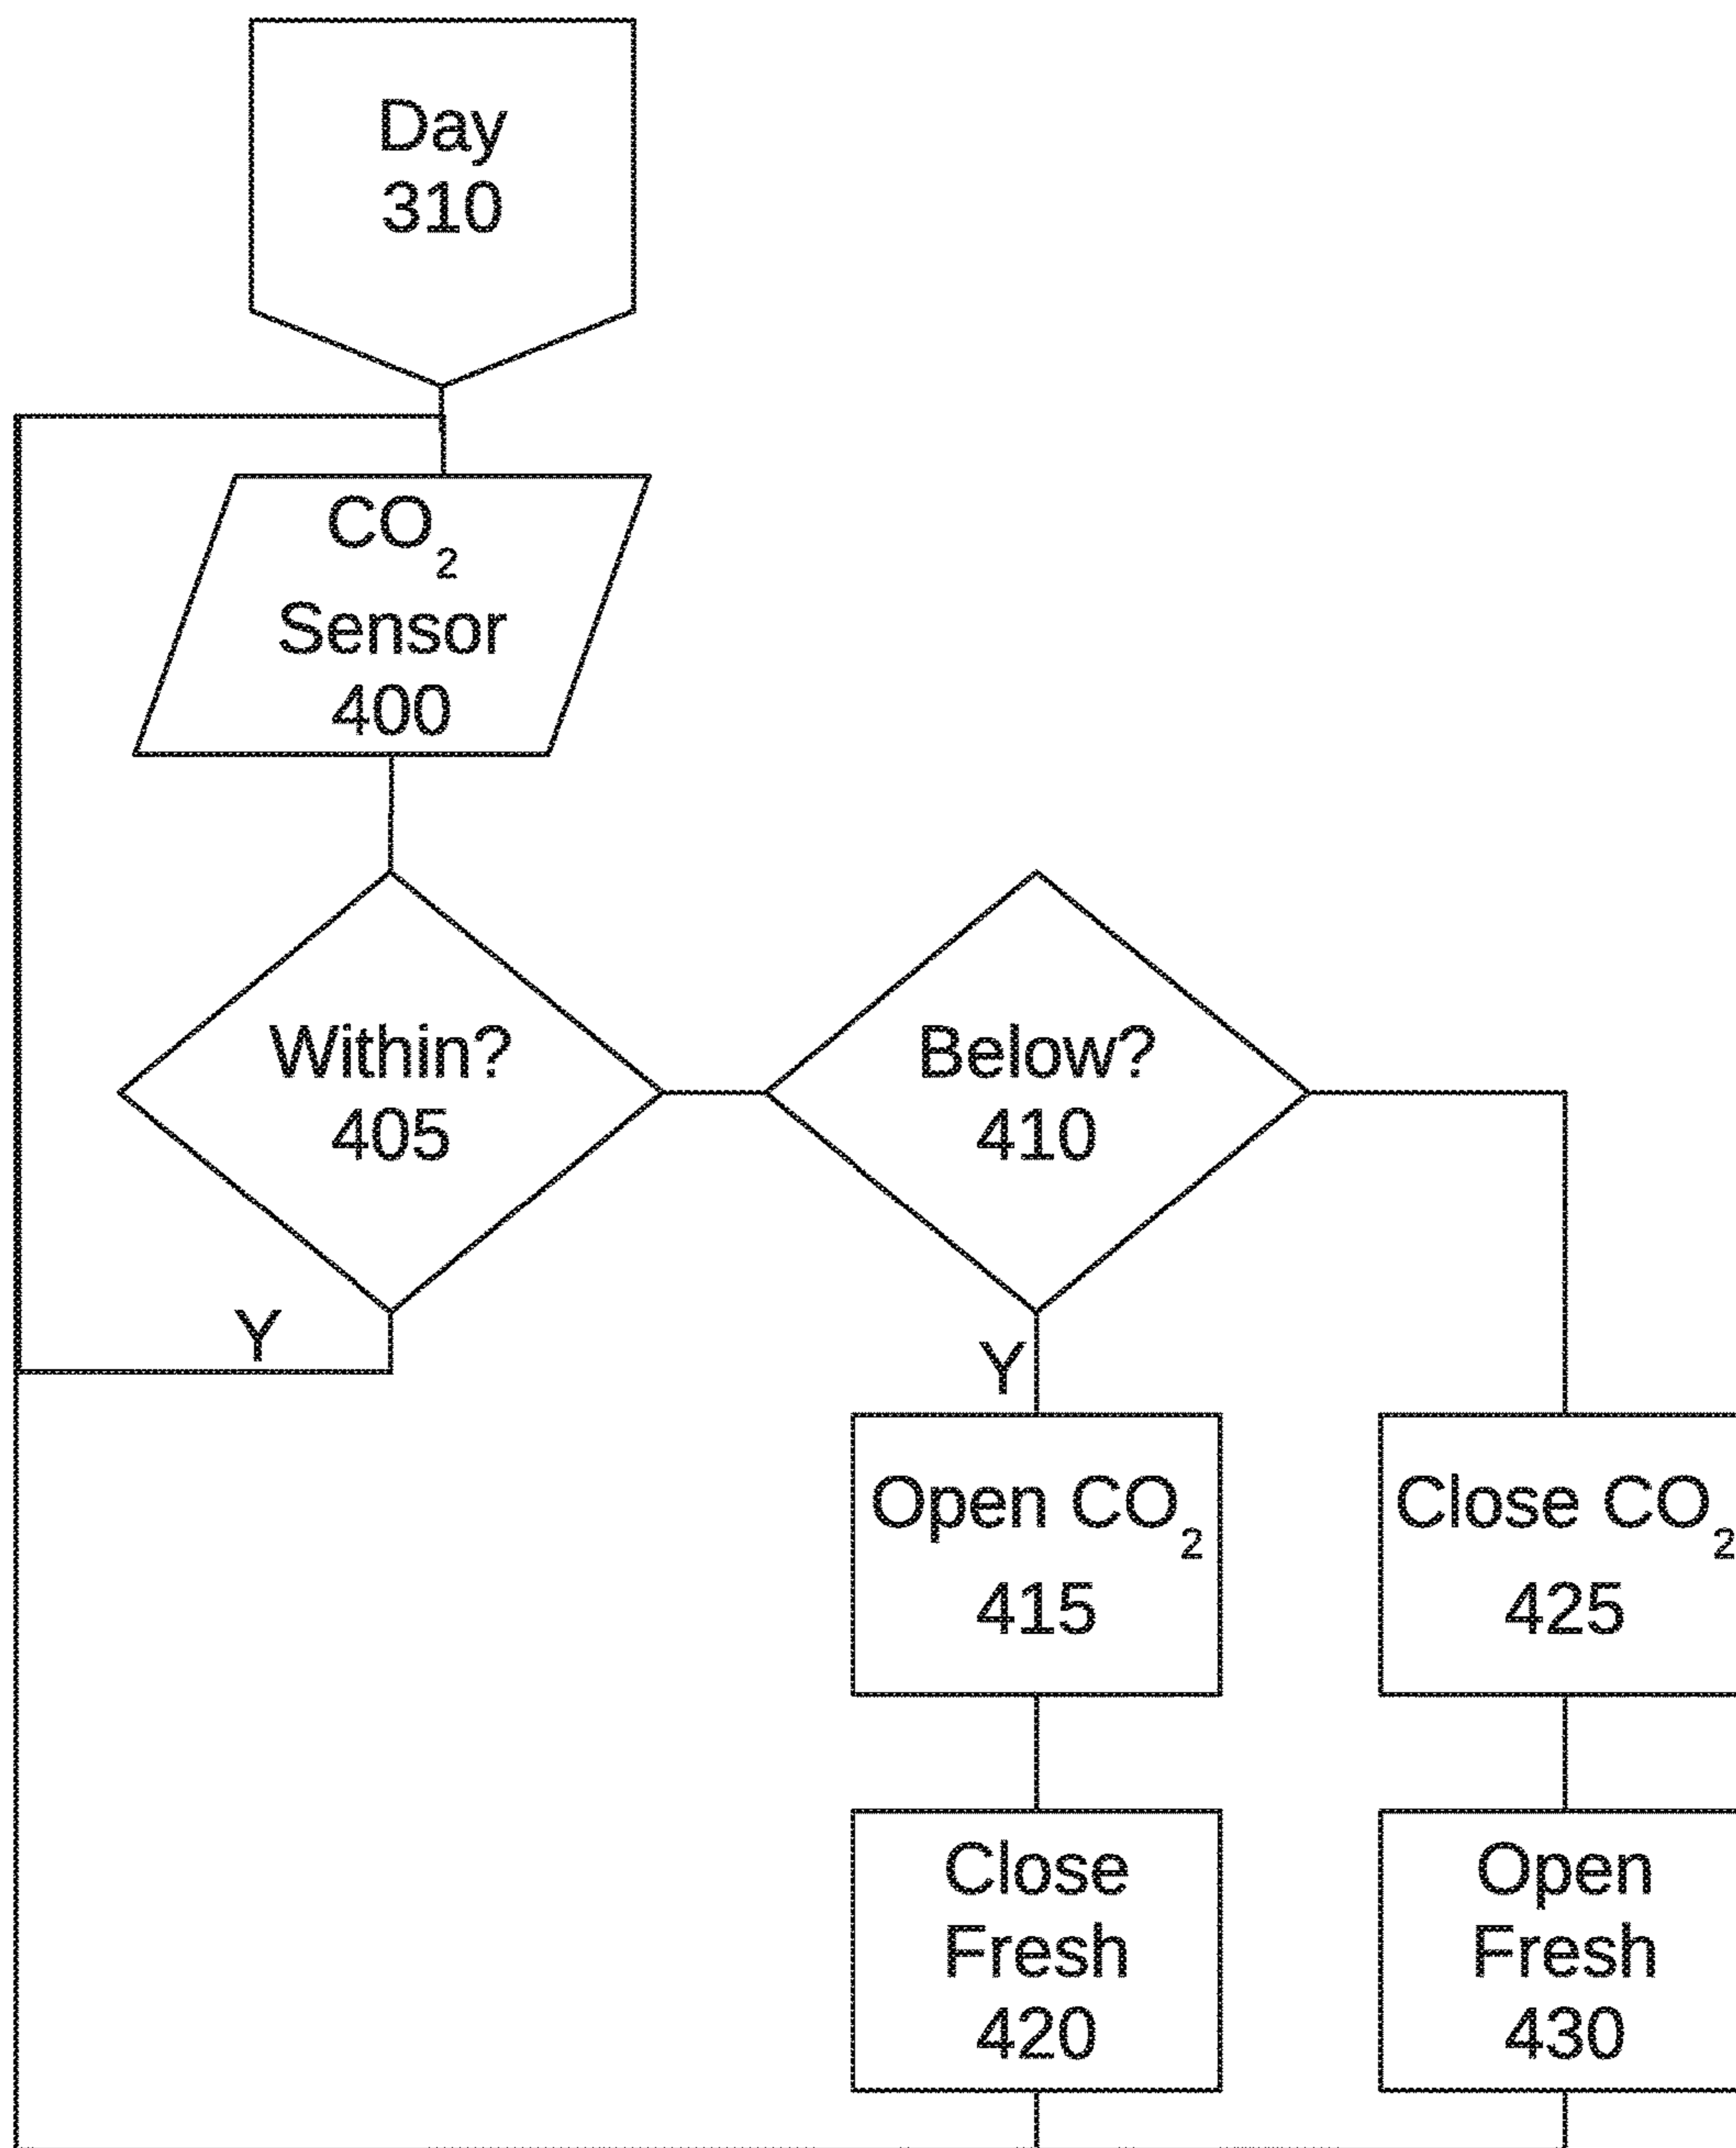 Day
310
CO2
Sensor
400
Within?
405
Below?
410
Y
Y
Open CO2
415
Close CO2
425
Close
Fresh
420
Open
Fresh
430